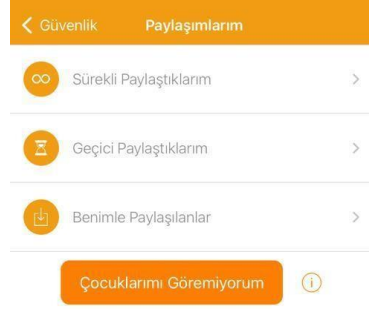 Güvenlik
Paylaşımlarım
Sürekli Paylaştıklarım
Geçici Paylaştıklarım
Benimle Paylaşılanlar
Çocuklarımı Göremiyorum